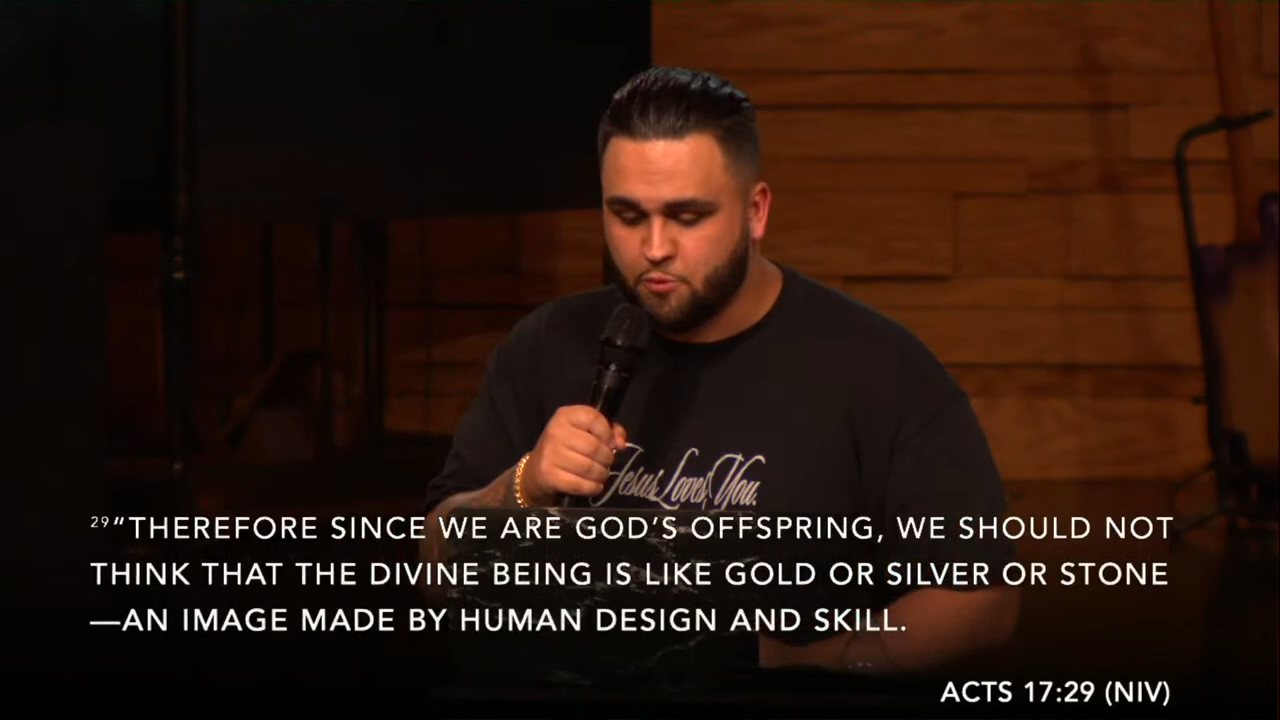 Jesus Loves You.
²⁹“THEREFORE SINCE WE ARE GOD’S OFFSPRING, WE SHOULD NOT
THINK THAT THE DIVINE BEING IS LIKE GOLD OR SILVER OR STONE
—AN IMAGE MADE BY HUMAN DESIGN AND SKILL.
ACTS 17:29 (NIV)